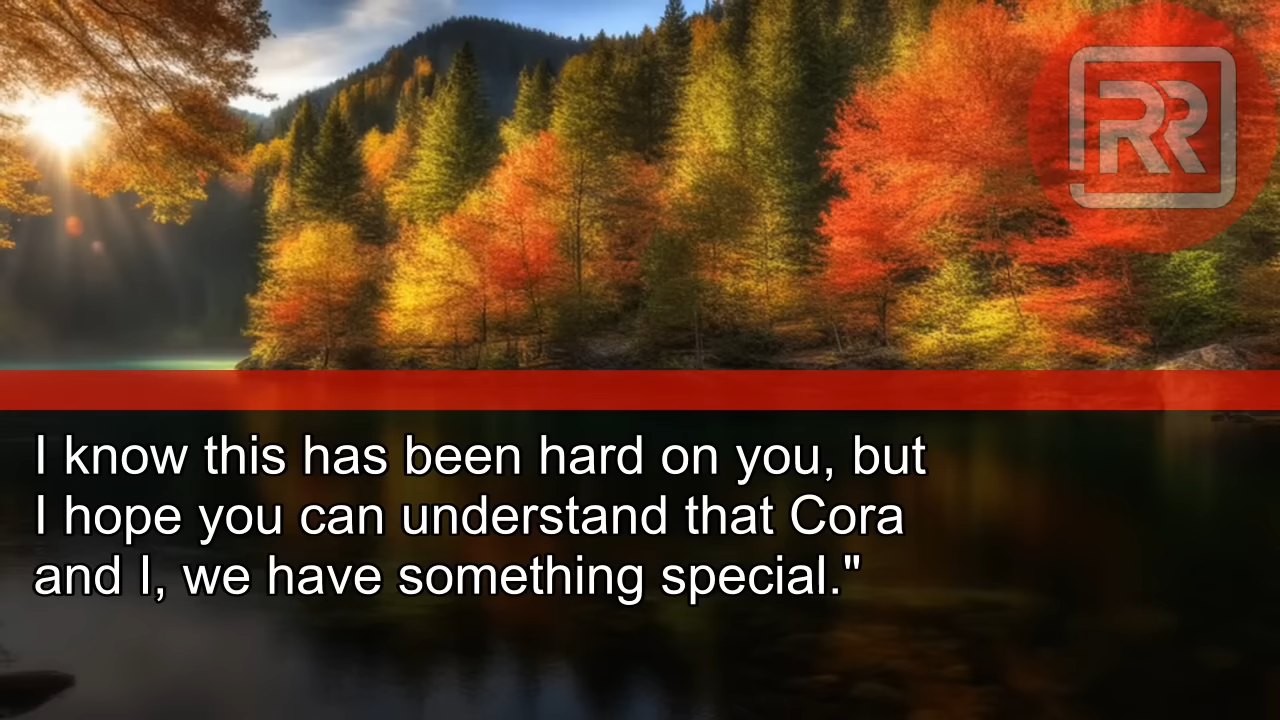 RR
I know this has been hard on you, but
I hope you can understand that Cora
and I, we have something special."